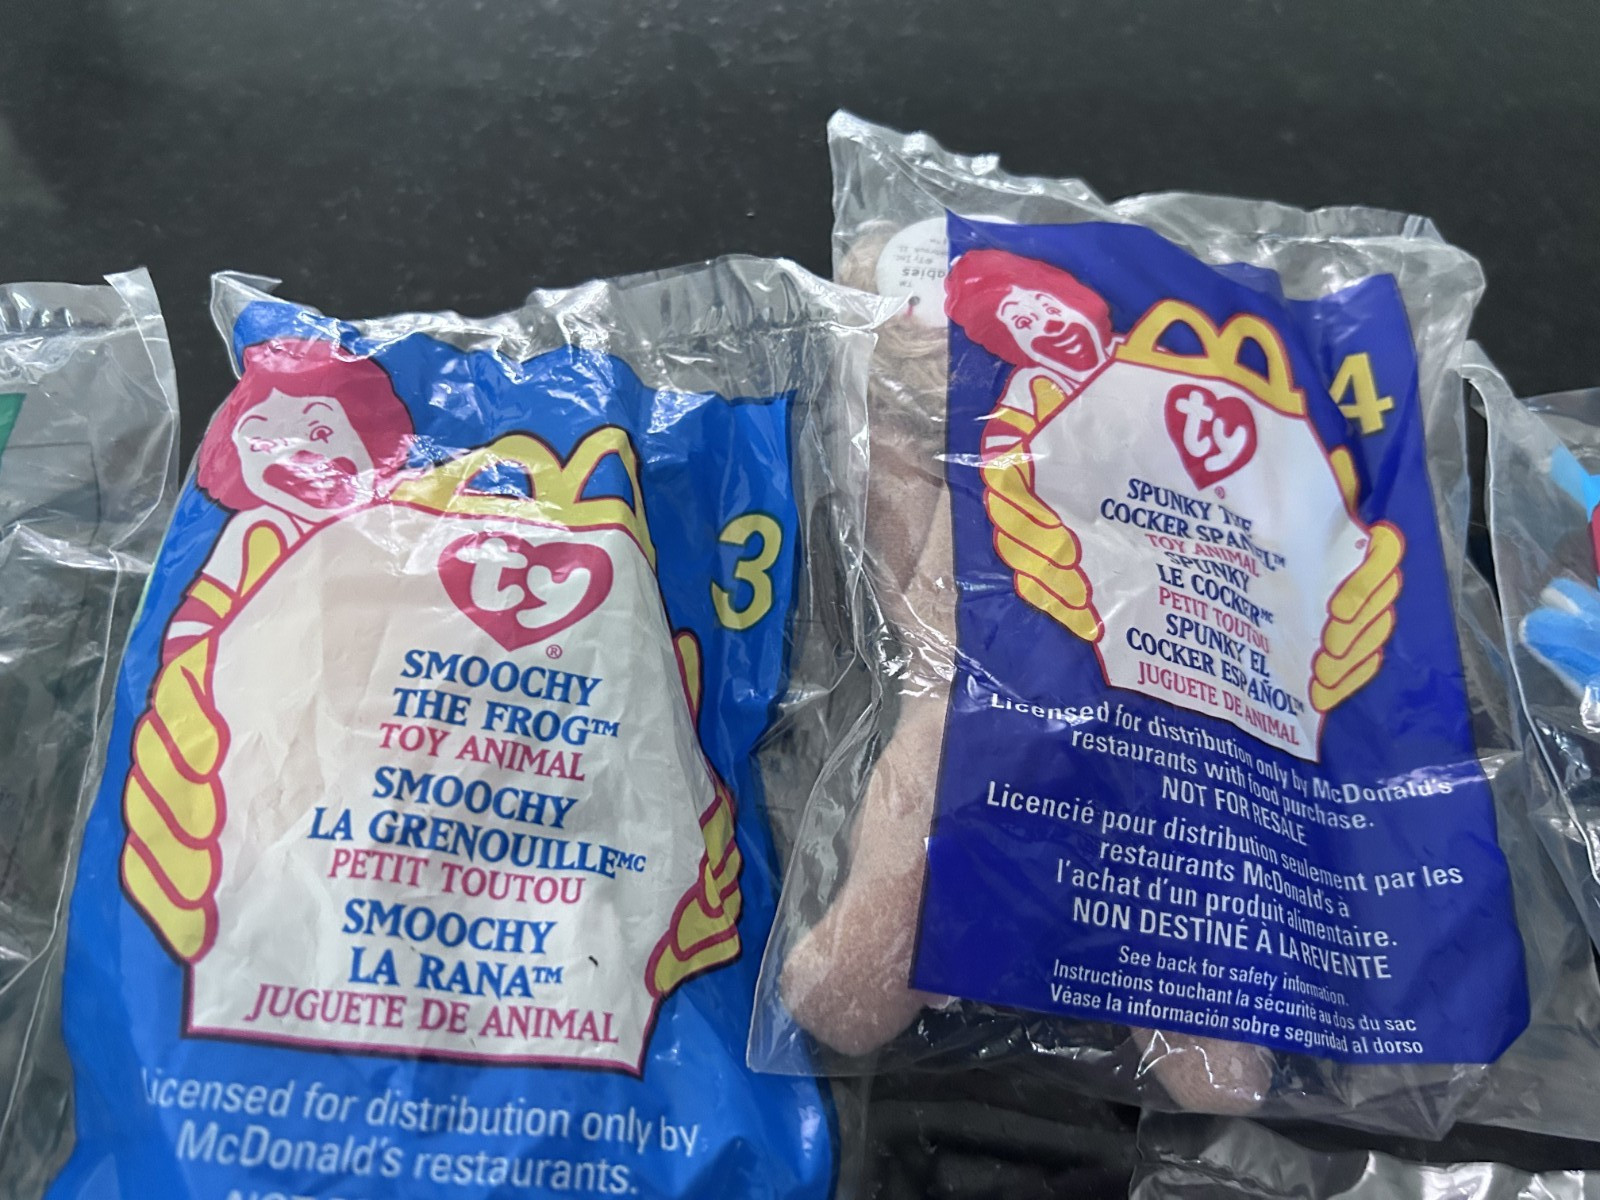 3
ty®
SMOOCHY
THE FROG™
TOY ANIMAL
SMOOCHY
LA GRENOUILLEMC
PETIT TOUTOU
SMOOCHY
LA RANA™
JUGUETE DE ANIMAL
Licensed for distribution only by
McDonald's restaurants.
4
ty®
SPUNKY THE
COCKER SPANIEL™
TOY ANIMAL
SPUNKY
LE COCKERMC
PETIT TOUTOU
SPUNKY EL
COCKER ESPAÑOL™
JUGUETE DE ANIMAL
Licensed for distribution only by McDonald's
restaurants with food purchase.
NOT FOR RESALE
Licencié pour distribution seulement par les
restaurants McDonald's à
l'achat d'un produit alimentaire.
NON DESTINÉ À LA REVENTE
See back for safety information.
Instructions touchant la sécurité au dos du sac
Véase la información sobre seguridad al dorso